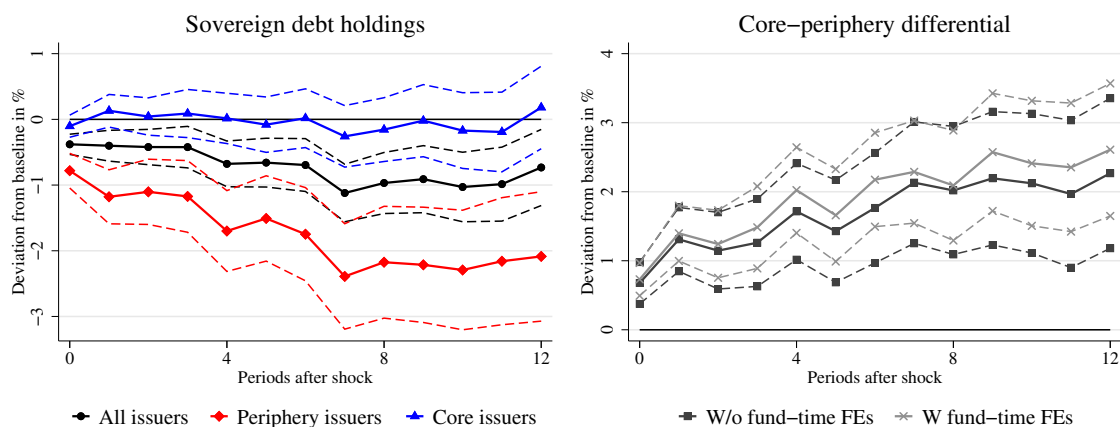 Sovereign debt holdings
Deviation from baseline in %
1
0
−1
−2
−3
0
4
8
12
Periods after shock
All issuers
Periphery issuers
Core issuers
Core−periphery differential
Deviation from baseline in %
4
3
2
1
0
0
4
8
12
Periods after shock
W/o fund−time FEs
W fund−time FEs